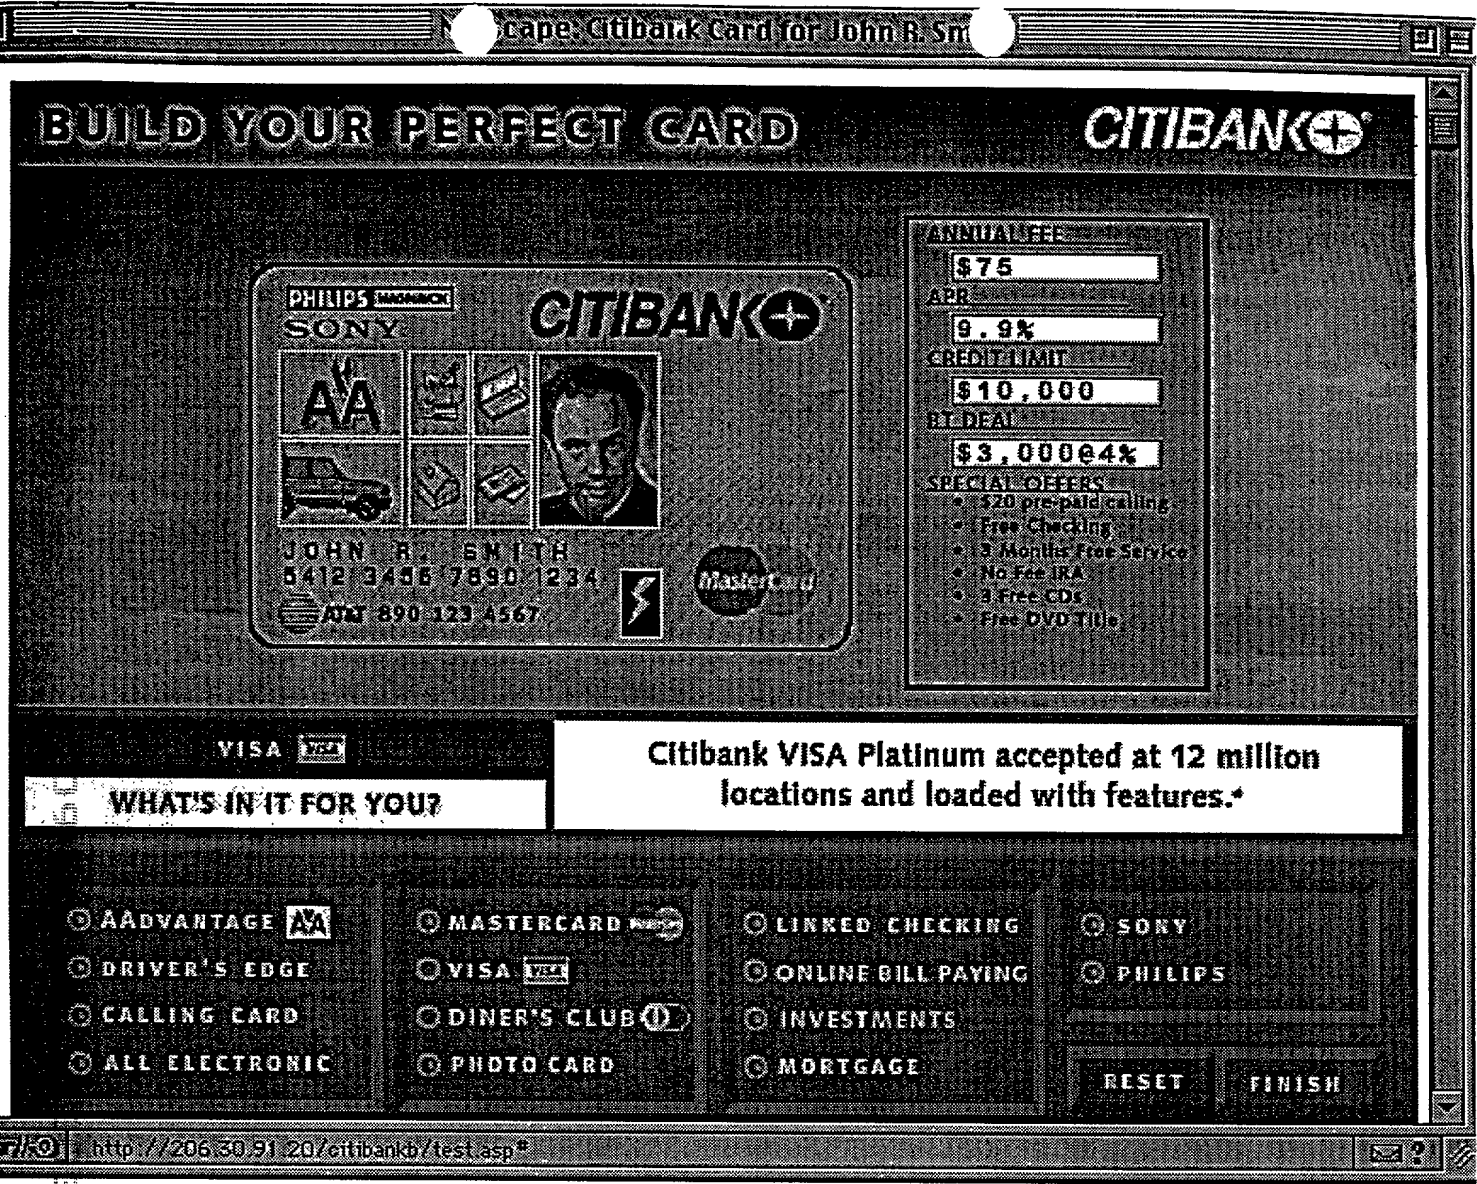 cape: Citibank Card for John R. Sm
BUILD YOUR PERFECT CARD
CITIBANK
PHILIPS MAGNAVOX
SONY
CITIBANK
AA
JOHN R. SMITH
5412 3456 7890 1234
AT&T 890 123 4567
MasterCard
ANNUAL FEE
$75
APR
9.9%
CREDIT LIMIT
$10,000
BT DEAL
$3,000@4%
SPECIAL OFFERS
• $20 pre-paid calling
• Free Checking
• 3 Months Free Service
• No Fee IRA
• 3 Free CDs
• Free DVD Title
VISA VISA
WHAT'S IN IT FOR YOU?
Citibank VISA Platinum accepted at 12 million
locations and loaded with features.*
AADVANTAGE AA
DRIVER'S EDGE
CALLING CARD
ALL ELECTRONIC
MASTERCARD
VISA VISA
DINER'S CLUB
PHOTO CARD
LINKED CHECKING
ONLINE BILL PAYING
INVESTMENTS
MORTGAGE
SONY
PHILIPS
RESET FINISH
http://206.30.91.20/citibankb/test.asp#
?